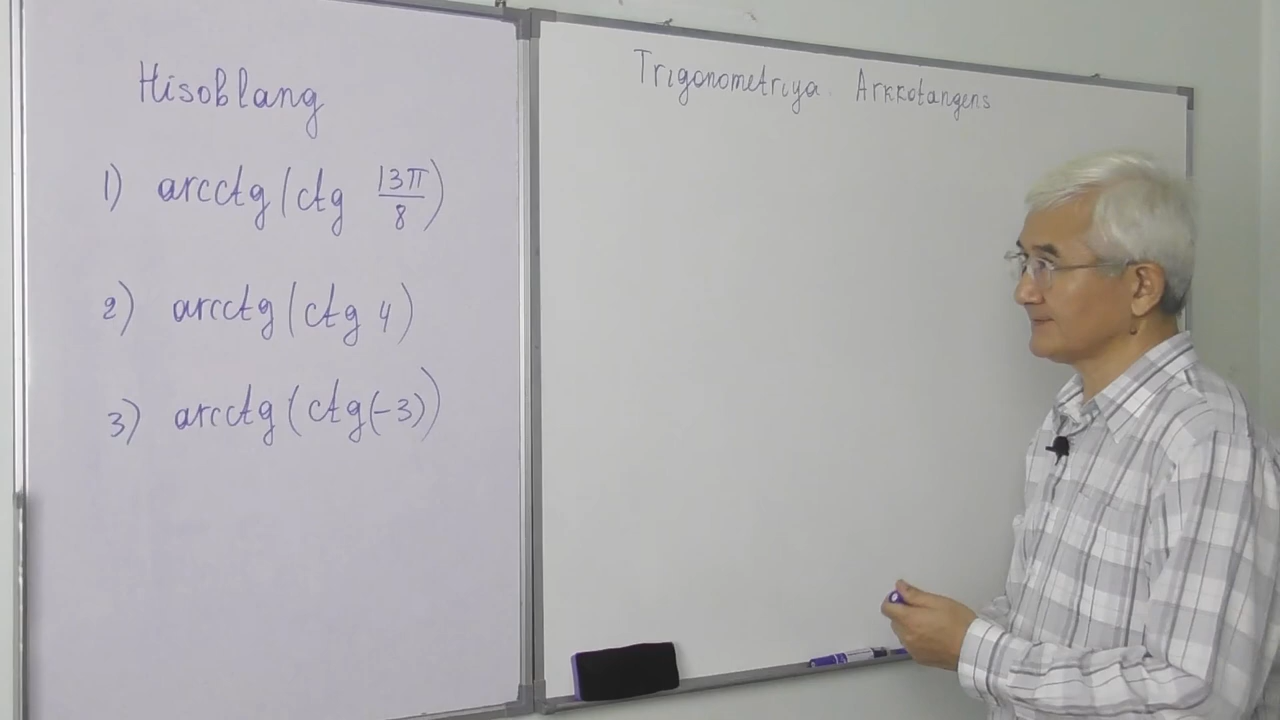 Hisoblang
1) arcctg(ctg 13π/8)
2) arcctg(ctg 4)
3) arcctg(ctg(-3))
Trigonometriya. Arkkotangens